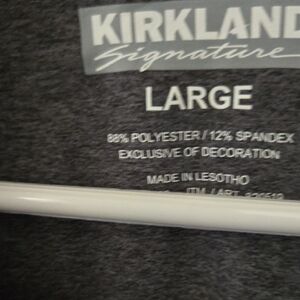 KIRKLAND
Signature
LARGE
88% POLYESTER / 12% SPANDEX
EXCLUSIVE OF DECORATION
MADE IN LESOTHO